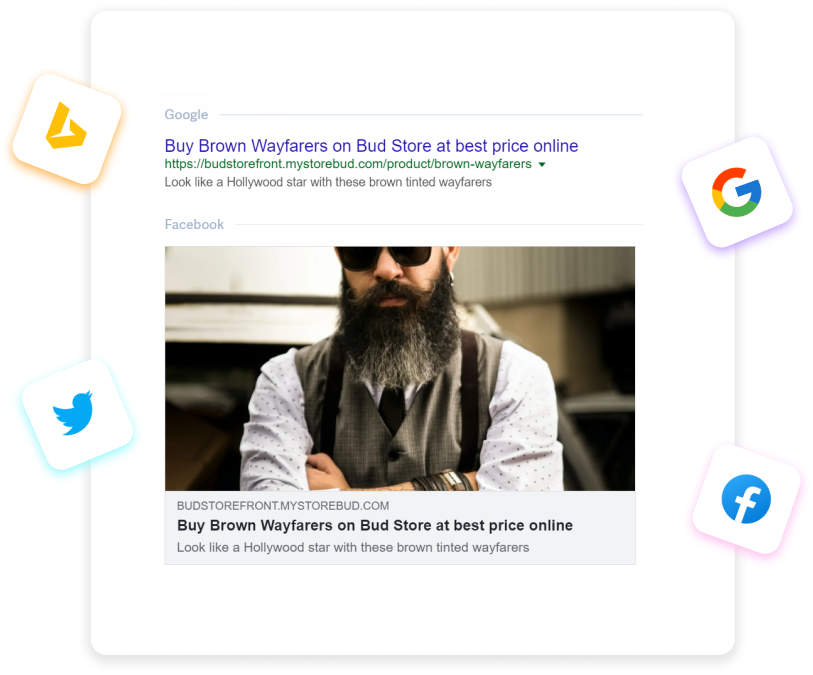 Google
Buy Brown Wayfarers on Bud Store at best price online
https://budstorefront.mystorebud.com/product/brown-wayfarers
Look like a Hollywood star with these brown tinted wayfarers
Facebook
BUDSTOREFRONT.MYSTOREBUD.COM
Buy Brown Wayfarers on Bud Store at best price online
Look like a Hollywood star with these brown tinted wayfarers